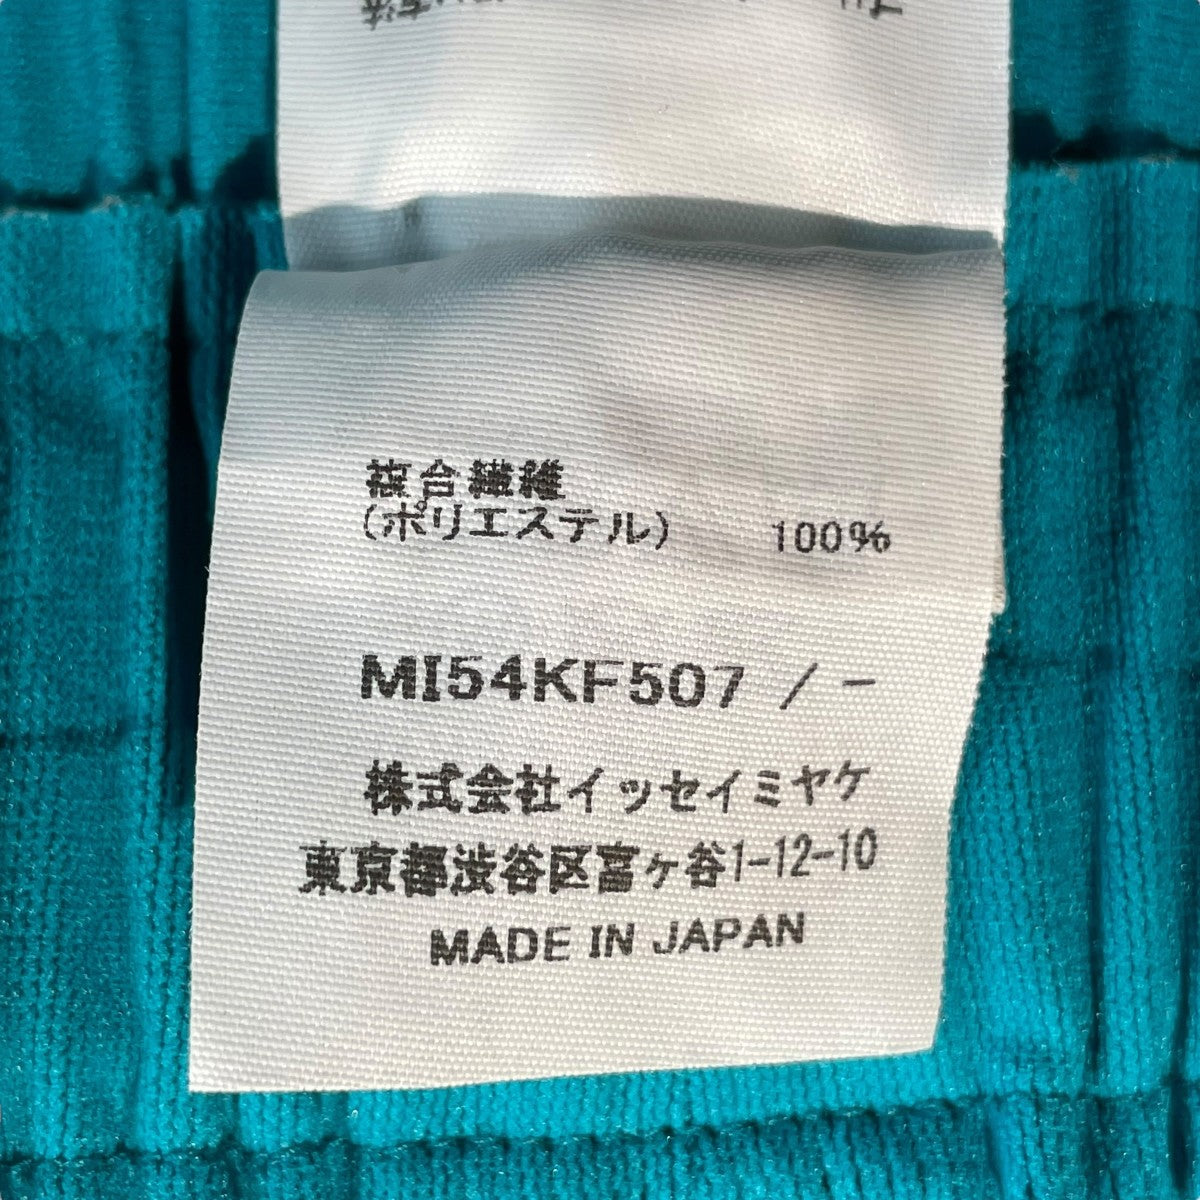 複合繊維
(ポリエステル) 100%
MI54KF507 / -
株式会社イッセイミヤケ
東京都渋谷区富ヶ谷1-12-10
MADE IN JAPAN